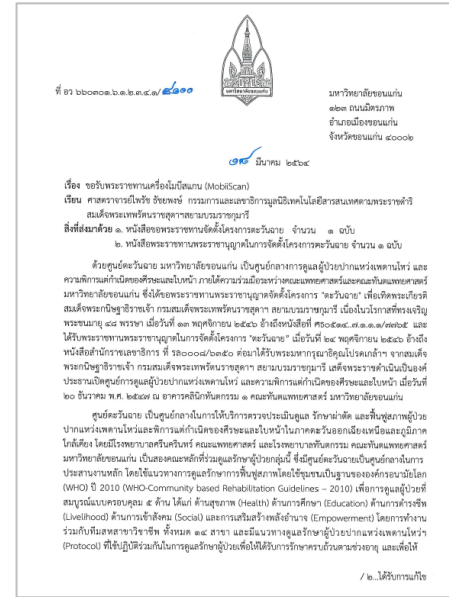 มหาวิทยาลัยขอนแก่น
ที่ อว ๖๖๐๓๐๑.๖.๑.๒.๓.๔.๑/
มหาวิทยาลัยขอนแก่น
๑๒๓ ถนนมิตรภาพ
อำเภอเมืองขอนแก่น
จังหวัดขอนแก่น ๔๐๐๐๒
๑๘ มีนาคม ๒๕๖๔
เรื่อง ขอรับพระราชทานเครื่องโมบีสแกน (MobiiScan)
เรียน ศาสตราจารย์ไพรัช ธัชยพงษ์ กรรมการและเลขาธิการมูลนิธิเทคโนโลยีสารสนเทศตามพระราชดำริ
สมเด็จพระเทพรัตนราชสุดาฯสยามบรมราชกุมารี
สิ่งที่ส่งมาด้วย ๑. หนังสือขอพระราชทานจัดตั้งโครงการตะวันฉาย จำนวน ๑ ฉบับ
๒. หนังสือพระราชทานพระราชานุญาตในการจัดตั้งโครงการตะวันฉาย จำนวน ๑ ฉบับ
ด้วยศูนย์ตะวันฉาย มหาวิทยาลัยขอนแก่น เป็นศูนย์กลางการดูแลผู้ป่วยปากแหว่งเพดานโหว่ และ
ความพิการแต่กำเนิดของศีรษะและใบหน้า ภายใต้ความร่วมมือระหว่างคณะแพทยศาสตร์และคณะทันตแพทยศาสตร์
มหาวิทยาลัยขอนแก่น ซึ่งได้ขอพระราชทานพระราชานุญาตจัดตั้งโครงการ "ตะวันฉาย" เพื่อเทิดพระเกียรติ
สมเด็จพระกนิษฐาธิราชเจ้า กรมสมเด็จพระเทพรัตนราชสุดาฯ สยามบรมราชกุมารี เนื่องในวโรกาสที่ทรงเจริญ
พระชนมายุ ๔๘ พรรษา เมื่อวันที่ ๑๓ พฤศจิกายน ๒๕๔๖ อ้างถึงหนังสือที่ และ
ได้รับพระราชทานพระราชานุญาตในการจัดตั้งโครงการ "ตะวันฉาย" เมื่อวันที่ ๒๔ พฤศจิกายน ๒๕๔๖ อ้างถึง
หนังสือสำนักราชเลขาธิการ ที่ รล๐๐๐๘/๖๓๕๐ ต่อมาได้รับพระมหากรุณาธิคุณโปรดเกล้าฯ จากสมเด็จ
พระกนิษฐาธิราชเจ้า กรมสมเด็จพระเทพรัตนราชสุดาฯ สยามบรมราชกุมารี เสด็จพระราชดำเนินเป็นองค์
ประธานเปิดศูนย์การดูแลผู้ป่วยปากแหว่งเพดานโหว่ และความพิการแต่กำเนิดของศีรษะและใบหน้า เมื่อวันที่
๒๐ ธันวาคม พ.ศ. ๒๕๔๗ ณ อาคารคลินิกทันตกรรม ๑ คณะทันตแพทยศาสตร์ มหาวิทยาลัยขอนแก่น
ศูนย์ตะวันฉาย เป็นศูนย์กลางในการให้บริการตรวจประเมินดูแล รักษาผ่าตัด และฟื้นฟูสภาพผู้ป่วย
ปากแหว่งเพดานโหว่และพิการแต่กำเนิดของศีรษะและใบหน้าในภาคตะวันออกเฉียงเหนือและภูมิภาค
ใกล้เคียง โดยมีโรงพยาบาลศรีนครินทร์ คณะแพทยศาสตร์ และโรงพยาบาลทันตกรรม คณะทันตแพทยศาสตร์
มหาวิทยาลัยขอนแก่น เป็นสองคณะหลักที่ร่วมดูแลรักษาผู้ป่วยกลุ่มนี้ ซึ่งมีศูนย์ตะวันฉายเป็นศูนย์กลางในการ
ประสานงานหลัก โดยใช้แนวทางการดูแลรักษาการฟื้นฟูสภาพโดยใช้ชุมชนเป็นฐานขององค์กรอนามัยโลก
(WHO) ปี 2010 (WHO-Community based Rehabilitation Guidelines – 2010) เพื่อการดูแลผู้ป่วยที่
สมบูรณ์แบบครอบคลุม ๕ ด้าน ได้แก่ ด้านสุขภาพ (Health) ด้านการศึกษา (Education) ด้านการดำรงชีพ
(Livelihood) ด้านการเข้าสังคม (Social) และการเสริมสร้างพลังอำนาจ (Empowerment) โดยการทำงาน
ร่วมกับทีมสหสาขาวิชาชีพ ทั้งหมด ๑๔ สาขา และมีแนวทางดูแลรักษาผู้ป่วยปากแหว่งเพดานโหว่ฯ
(Protocol) ที่ใช้ปฏิบัติร่วมกันในการดูแลรักษาผู้ป่วยเพื่อให้ได้รับการรักษาครบถ้วนตามช่วงอายุ และเพื่อให้
/ ๒...ได้รับการแก้ไข